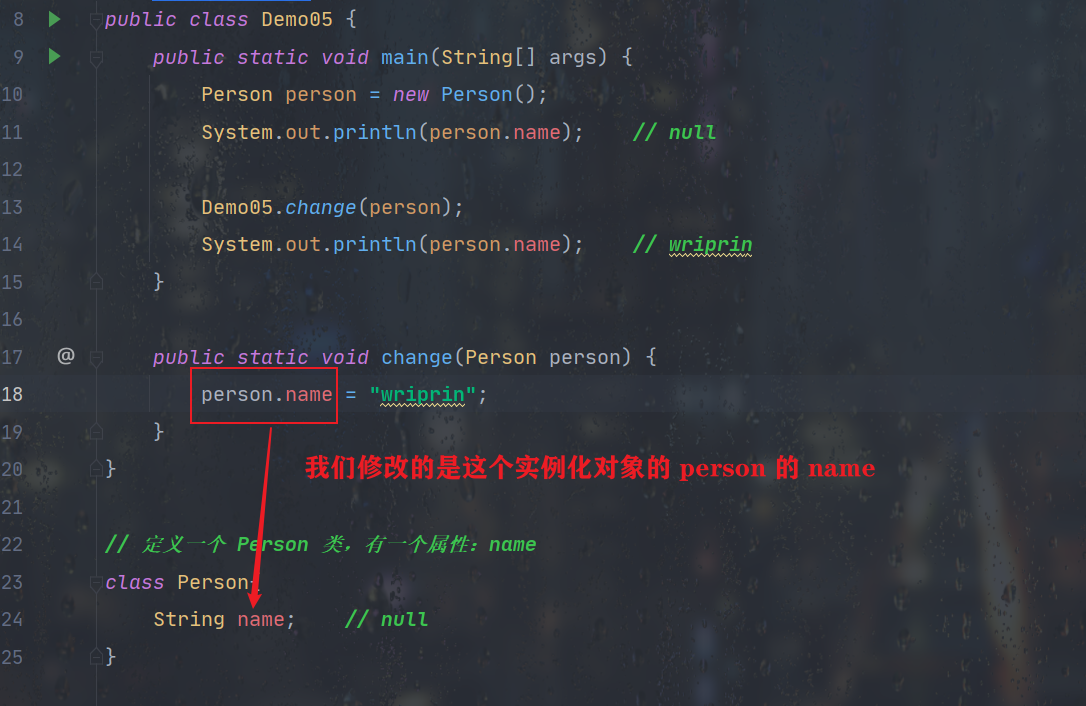 8 public class Demo05 {
9 public static void main(String[] args) {
10 Person person = new Person();
11 System.out.println(person.name); // null
12
13 Demo05.change(person);
14 System.out.println(person.name); // wriprin
15 }
16
17 @ public static void change(Person person) {
18 person.name = "wriprin";
19 }
我们修改的是这个实例化对象的 person 的 name
20 }
21
22 // 定义一个 Person 类，有一个属性：name
23 class Person{
24 String name; // null
25 }